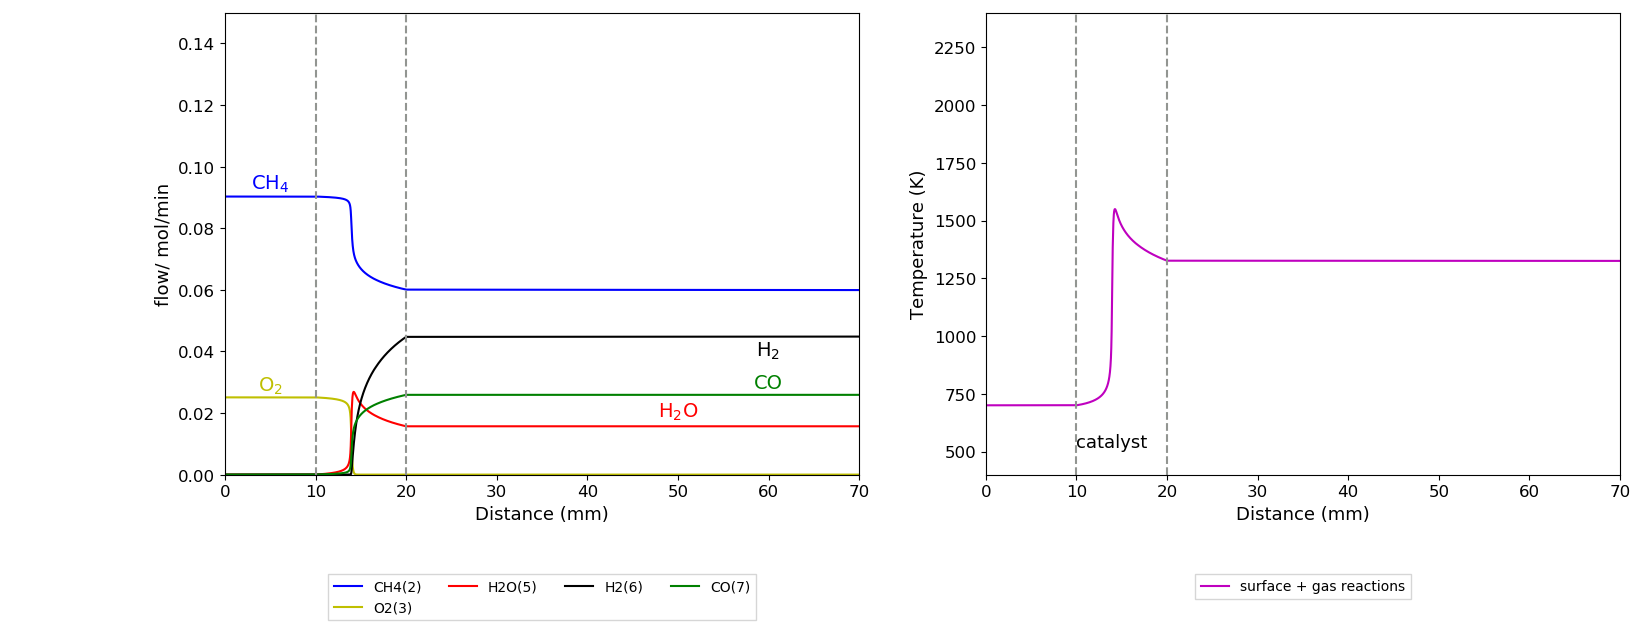 0.14
0.12
0.10
0.08
0.06
0.04
0.02
0.00
flow/ mol/min
CH₄
O₂
H₂
CO
H₂O
0 10 20 30 40 50 60 70
Distance (mm)
CH4(2) H2O(5) H2(6) CO(7)
O2(3)
2250
2000
1750
1500
1250
1000
750
500
Temperature (K)
catalyst
0 10 20 30 40 50 60 70
Distance (mm)
surface + gas reactions